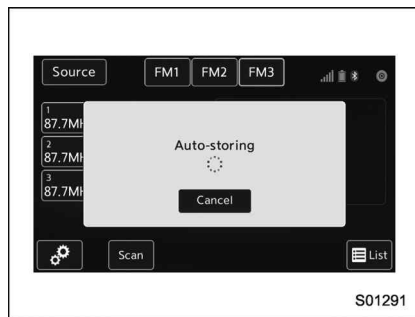 Source
FM1 FM2 FM3
1
87.7MH
2
87.7MH
3
87.7MH
Auto-storing
Cancel
Scan
List
S01291